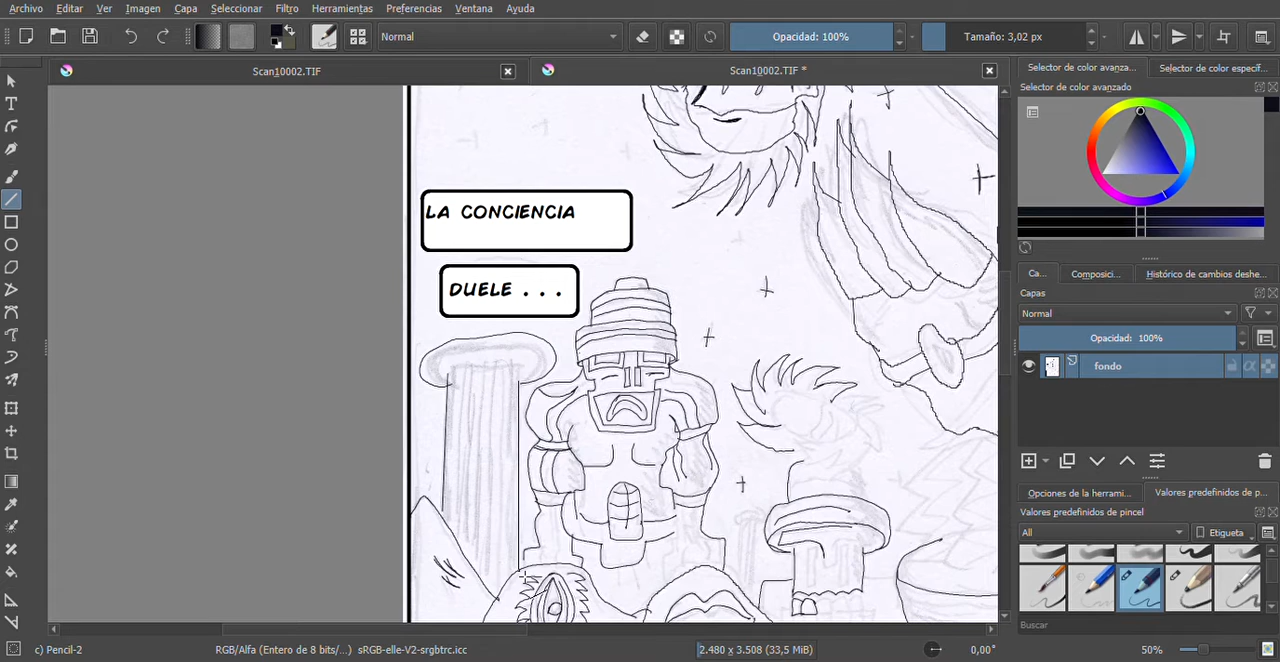 Archivo Editar Ver Imagen Capa Seleccionar Filtro Herramientas Preferencias Ventana Ayuda
Normal Opacidad: 100% Tamaño: 3,02 px
Scan10002.TIF Scan10002.TIF *
Selector de color avanza... Selector de color específ...
Selector de color avanzado
LA CONCIENCIA
DUELE . . .
Ca... Composici... Histórico de cambios deshe...
Capas
Normal
Opacidad: 100%
fondo
Opciones de la herrami... Valores predefinidos de p...
Valores predefinidos de pincel
All Etiqueta
Buscar
c) Pencil-2 RGB/Alfa (Entero de 8 bits/...) sRGB-elle-V2-srgbtrc.icc 2.480 x 3.508 (33,5 MiB) 0,00° 50%